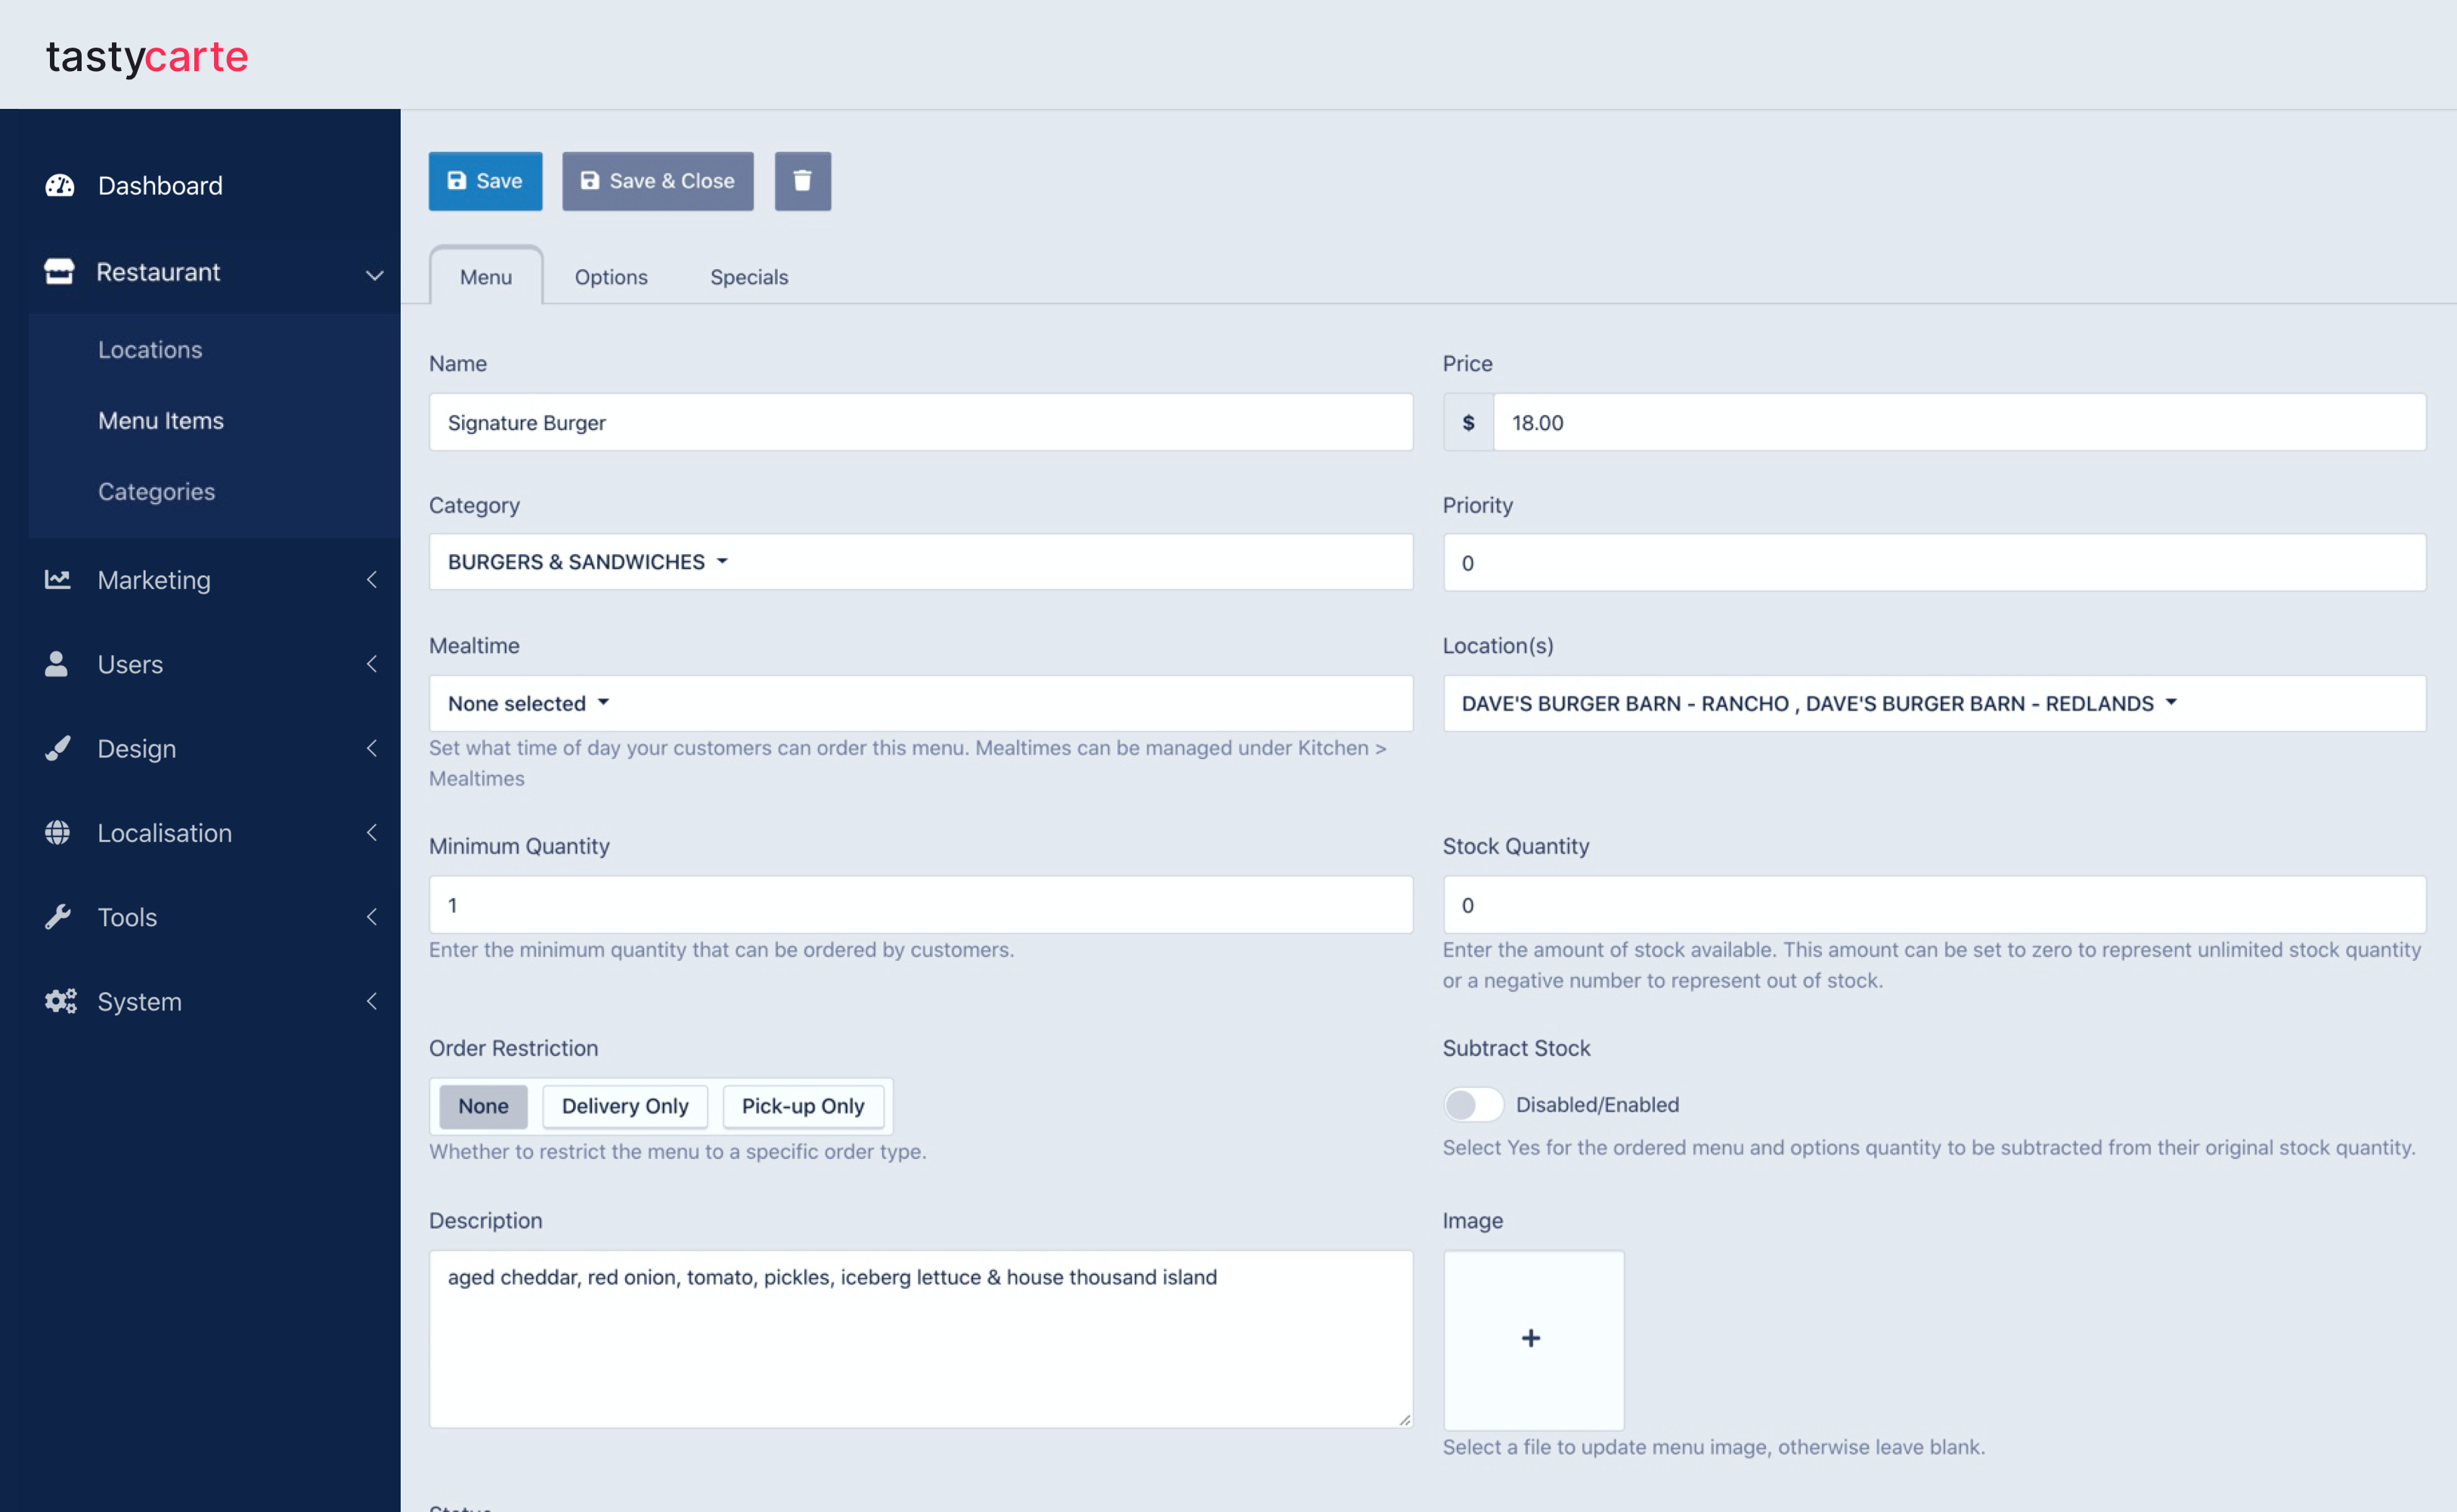 tastycarte
Dashboard
Restaurant
Locations
Menu Items
Categories
Marketing
Users
Design
Localisation
Tools
System
Save
Save & Close
Menu
Options
Specials
Name
Signature Burger
Price
$ 18.00
Category
BURGERS & SANDWICHES
Priority
0
Mealtime
None selected
Set what time of day your customers can order this menu. Mealtimes can be managed under Kitchen >
Mealtimes
Location(s)
DAVE'S BURGER BARN - RANCHO , DAVE'S BURGER BARN - REDLANDS
Minimum Quantity
1
Enter the minimum quantity that can be ordered by customers.
Stock Quantity
0
Enter the amount of stock available. This amount can be set to zero to represent unlimited stock quantity
or a negative number to represent out of stock.
Order Restriction
None
Delivery Only
Pick-up Only
Whether to restrict the menu to a specific order type.
Subtract Stock
Disabled/Enabled
Select Yes for the ordered menu and options quantity to be subtracted from their original stock quantity.
Description
aged cheddar, red onion, tomato, pickles, iceberg lettuce & house thousand island
Image
+
Select a file to update menu image, otherwise leave blank.